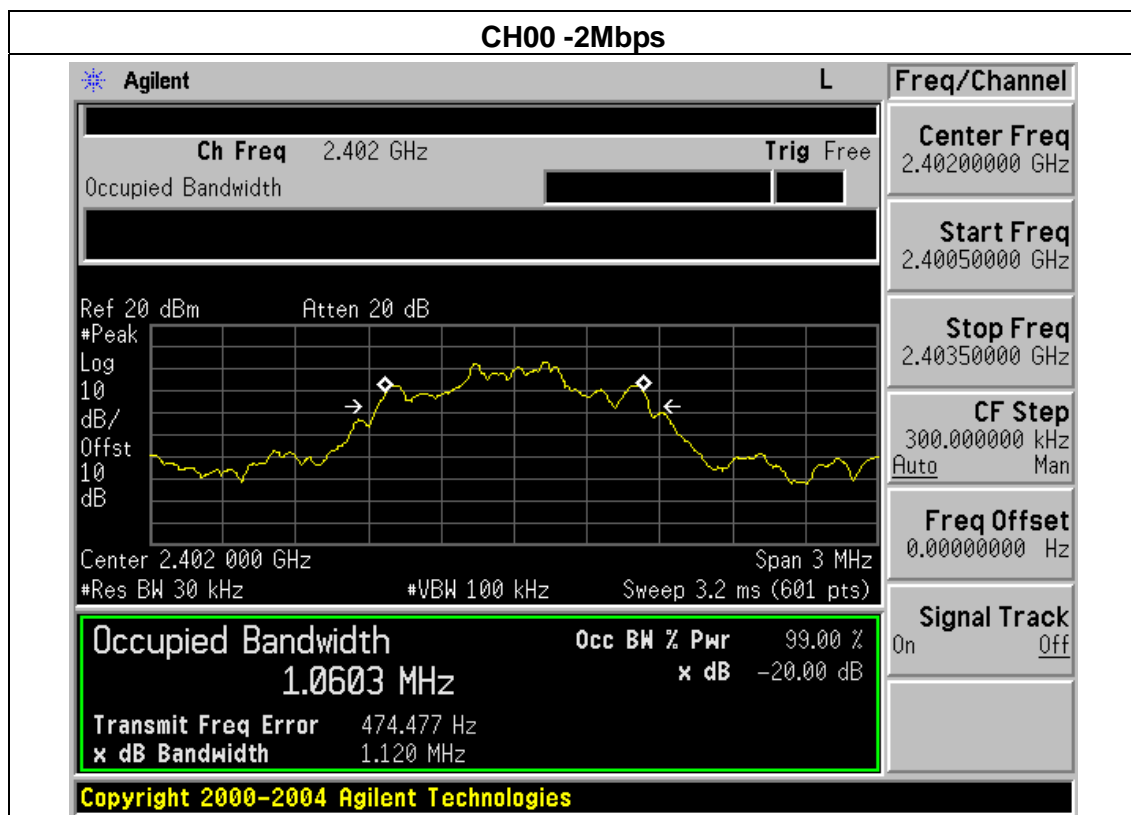 CH00 -2Mbps
Agilent L Freq/Channel
Ch Freq 2.402 GHz Trig Free
Occupied Bandwidth
Center Freq
2.40200000 GHz
Start Freq
2.40050000 GHz
Stop Freq
2.40350000 GHz
CF Step
300.000000 kHz
Auto Man
Freq Offset
0.00000000 Hz
Signal Track
On Off
Ref 20 dBm Atten 20 dB
#Peak
Log
10
dB/
Offst
10
dB
Center 2.402 000 GHz Span 3 MHz
#Res BW 30 kHz #VBW 100 kHz Sweep 3.2 ms (601 pts)
Occupied Bandwidth Occ BW % Pwr 99.00 %
1.0603 MHz x dB -20.00 dB
Transmit Freq Error 474.477 Hz
x dB Bandwidth 1.120 MHz
Copyright 2000-2004 Agilent Technologies